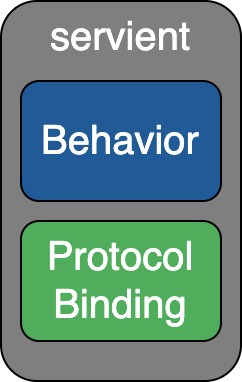 servient
Behavior
Protocol
Binding